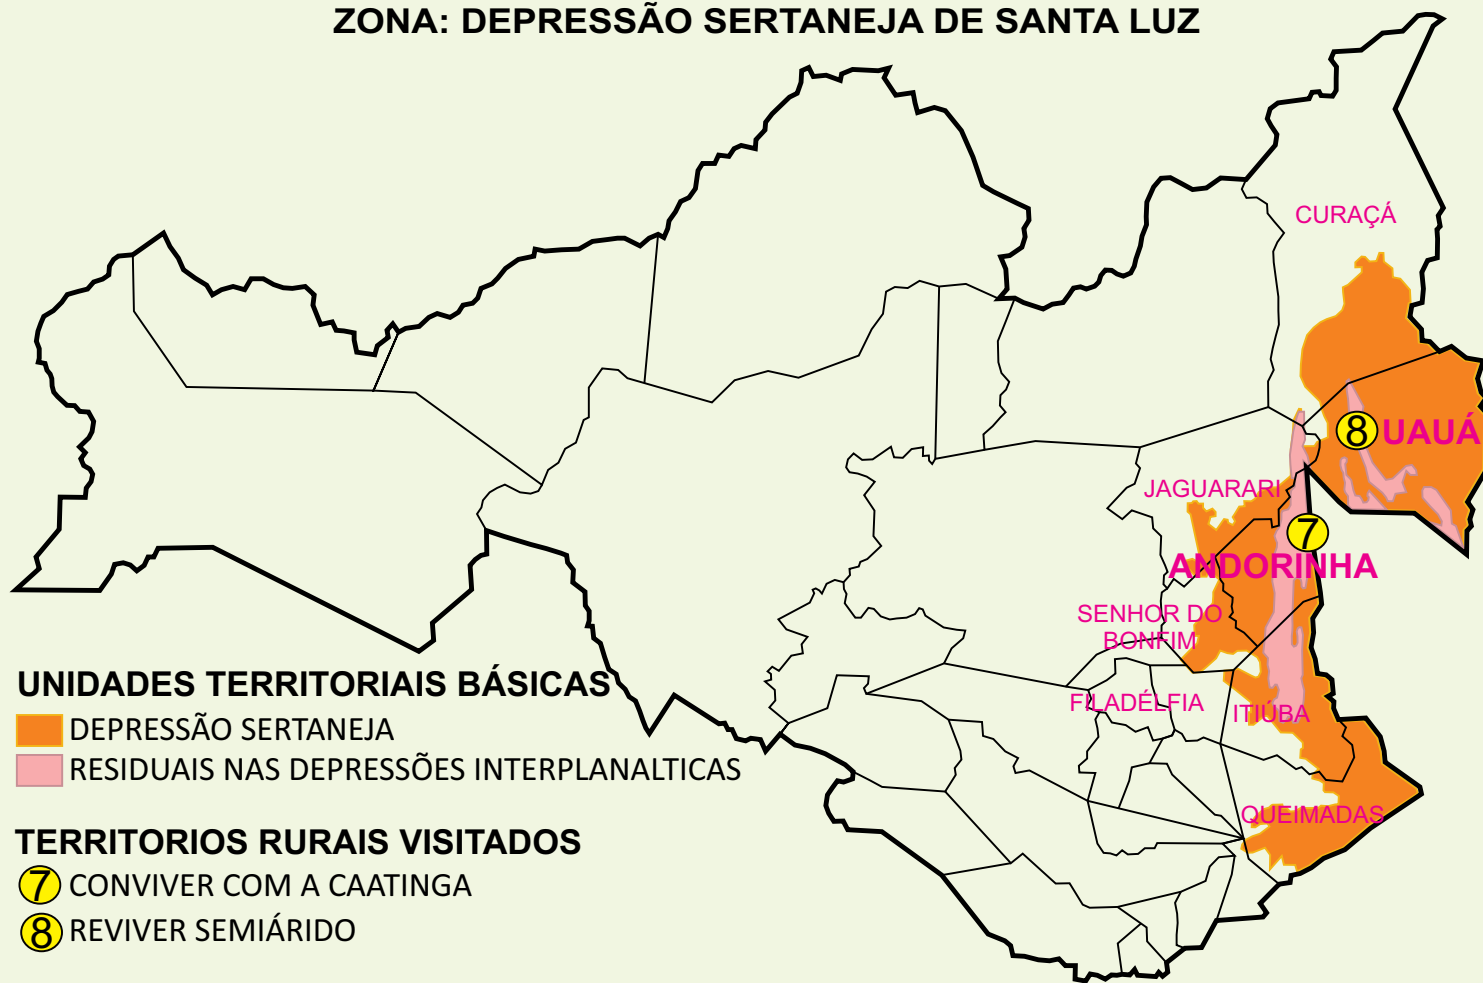 ZONA: DEPRESSÃO SERTANEJA DE SANTA LUZ
CURAÇÁ
8 UAUÁ
JAGUARARI
7
ANDORINHA
SENHOR DO
BONFIM
FILADÉLFIA
ITIÚBA
QUEIMADAS
UNIDADES TERRITORIAIS BÁSICAS
DEPRESSÃO SERTANEJA
RESIDUAIS NAS DEPRESSÕES INTERPLANALTICAS
TERRITORIOS RURAIS VISITADOS
7 CONVIVER COM A CAATINGA
8 REVIVER SEMIÁRIDO